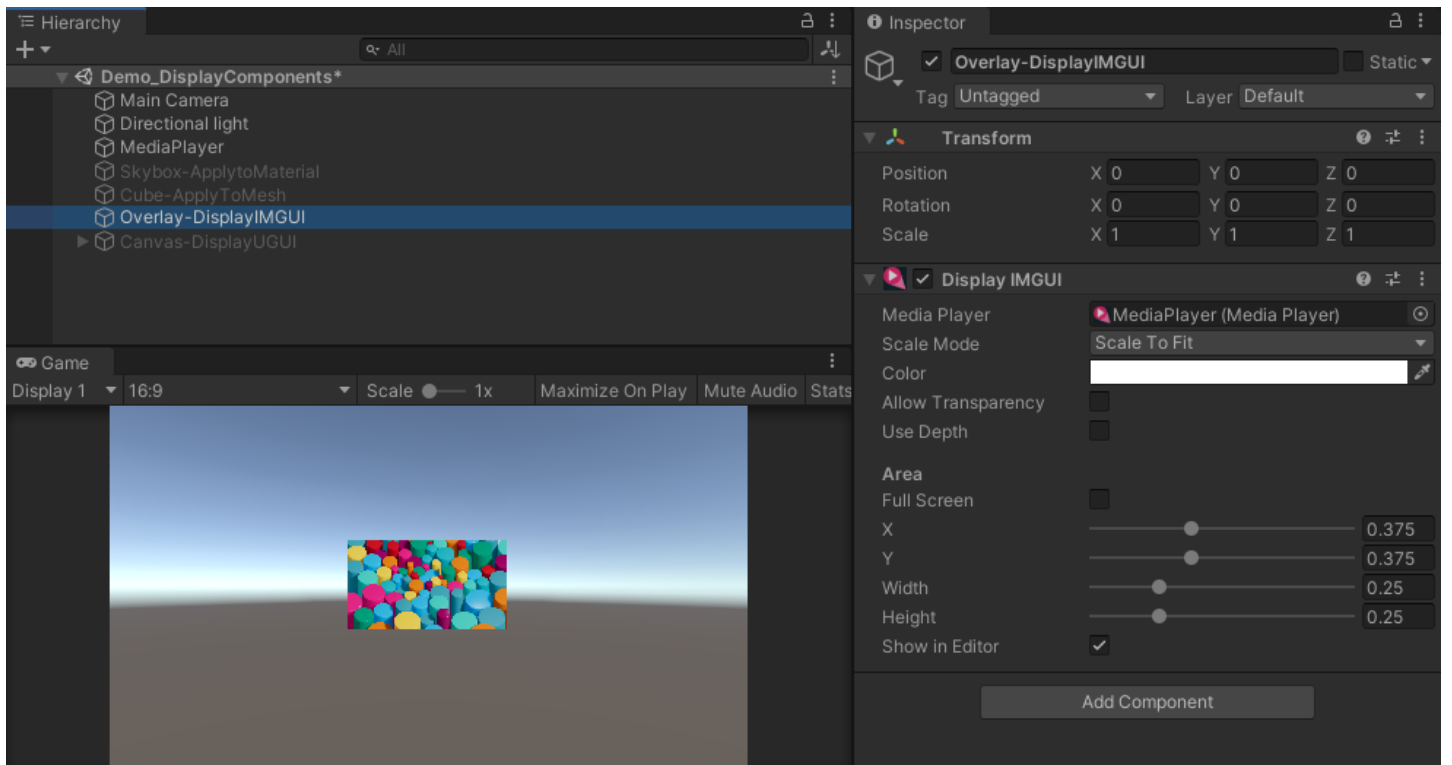 Hierarchy
All
Demo_DisplayComponents*
Main Camera
Directional light
MediaPlayer
Skybox-ApplytoMaterial
Cube-ApplyToMesh
Overlay-DisplayIMGUI
Canvas-DisplayUGUI
Game
Display 1 16:9 Scale 1x Maximize On Play Mute Audio Stats
Inspector
Overlay-DisplayIMGUI Static
Tag Untagged Layer Default
Transform
Position X 0 Y 0 Z 0
Rotation X 0 Y 0 Z 0
Scale X 1 Y 1 Z 1
Display IMGUI
Media Player MediaPlayer (Media Player)
Scale Mode Scale To Fit
Color
Allow Transparency
Use Depth
Area
Full Screen
X 0.375
Y 0.375
Width 0.25
Height 0.25
Show in Editor
Add Component